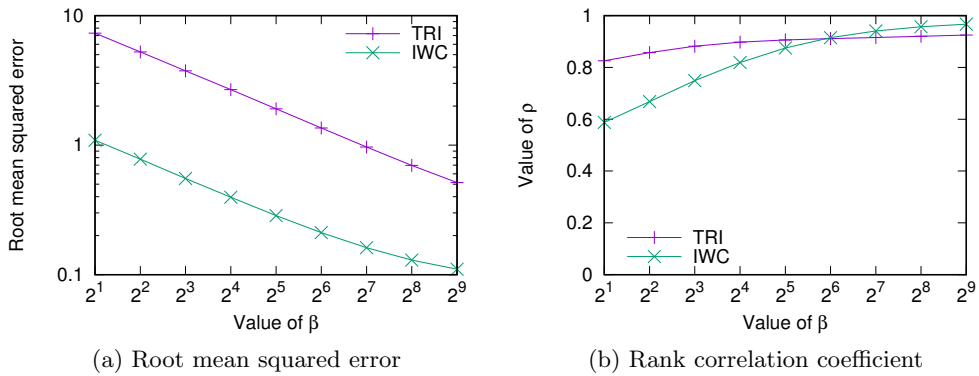 Root mean squared error
10
1
0.1
TRI
IWC
2^1 2^2 2^3 2^4 2^5 2^6 2^7 2^8 2^9
Value of β
(a) Root mean squared error
Value of ρ
1
0.8
0.6
0.4
0.2
0
TRI
IWC
2^1 2^2 2^3 2^4 2^5 2^6 2^7 2^8 2^9
Value of β
(b) Rank correlation coefficient